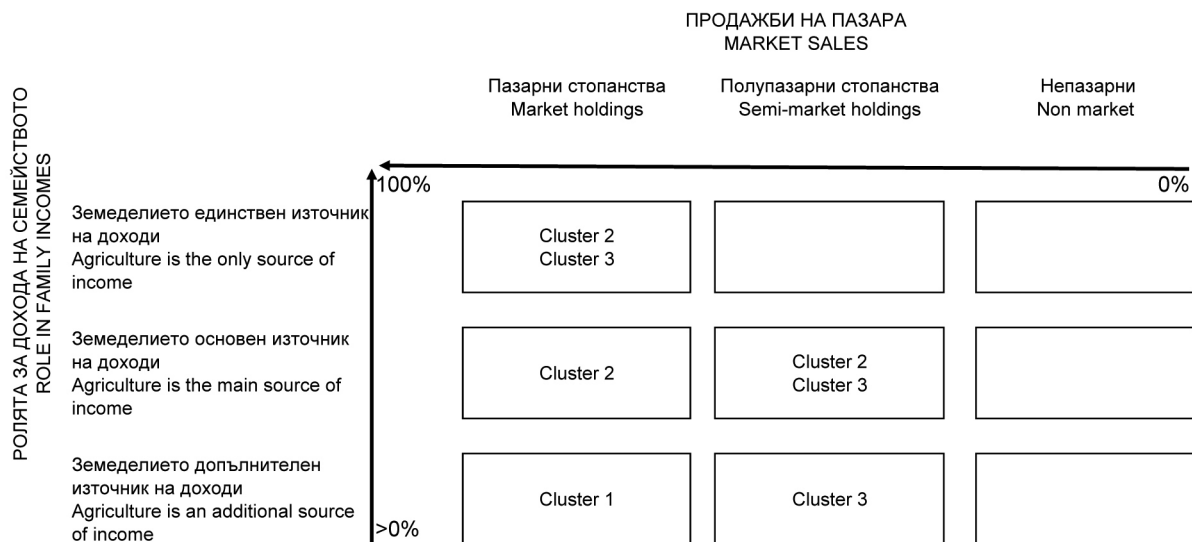 ПРОДАЖБИ НА ПАЗАРА
MARKET SALES
Пазарни стопанства
Market holdings
Полупазарни стопанства
Semi-market holdings
Непазарни
Non market
РОЛЯТА ЗА ДОХОДА НА СЕМЕЙСТВОТО
ROLE IN FAMILY INCOMES
100%
0%
Земеделието единствен източник
на доходи
Agriculture is the only source of
income
Cluster 2
Cluster 3
Земеделието основен източник
на доходи
Agriculture is the main source of
income
Cluster 2
Cluster 2
Cluster 3
Земеделието допълнителен
източник на доходи
Agriculture is an additional source
of income
>0%
Cluster 1
Cluster 3